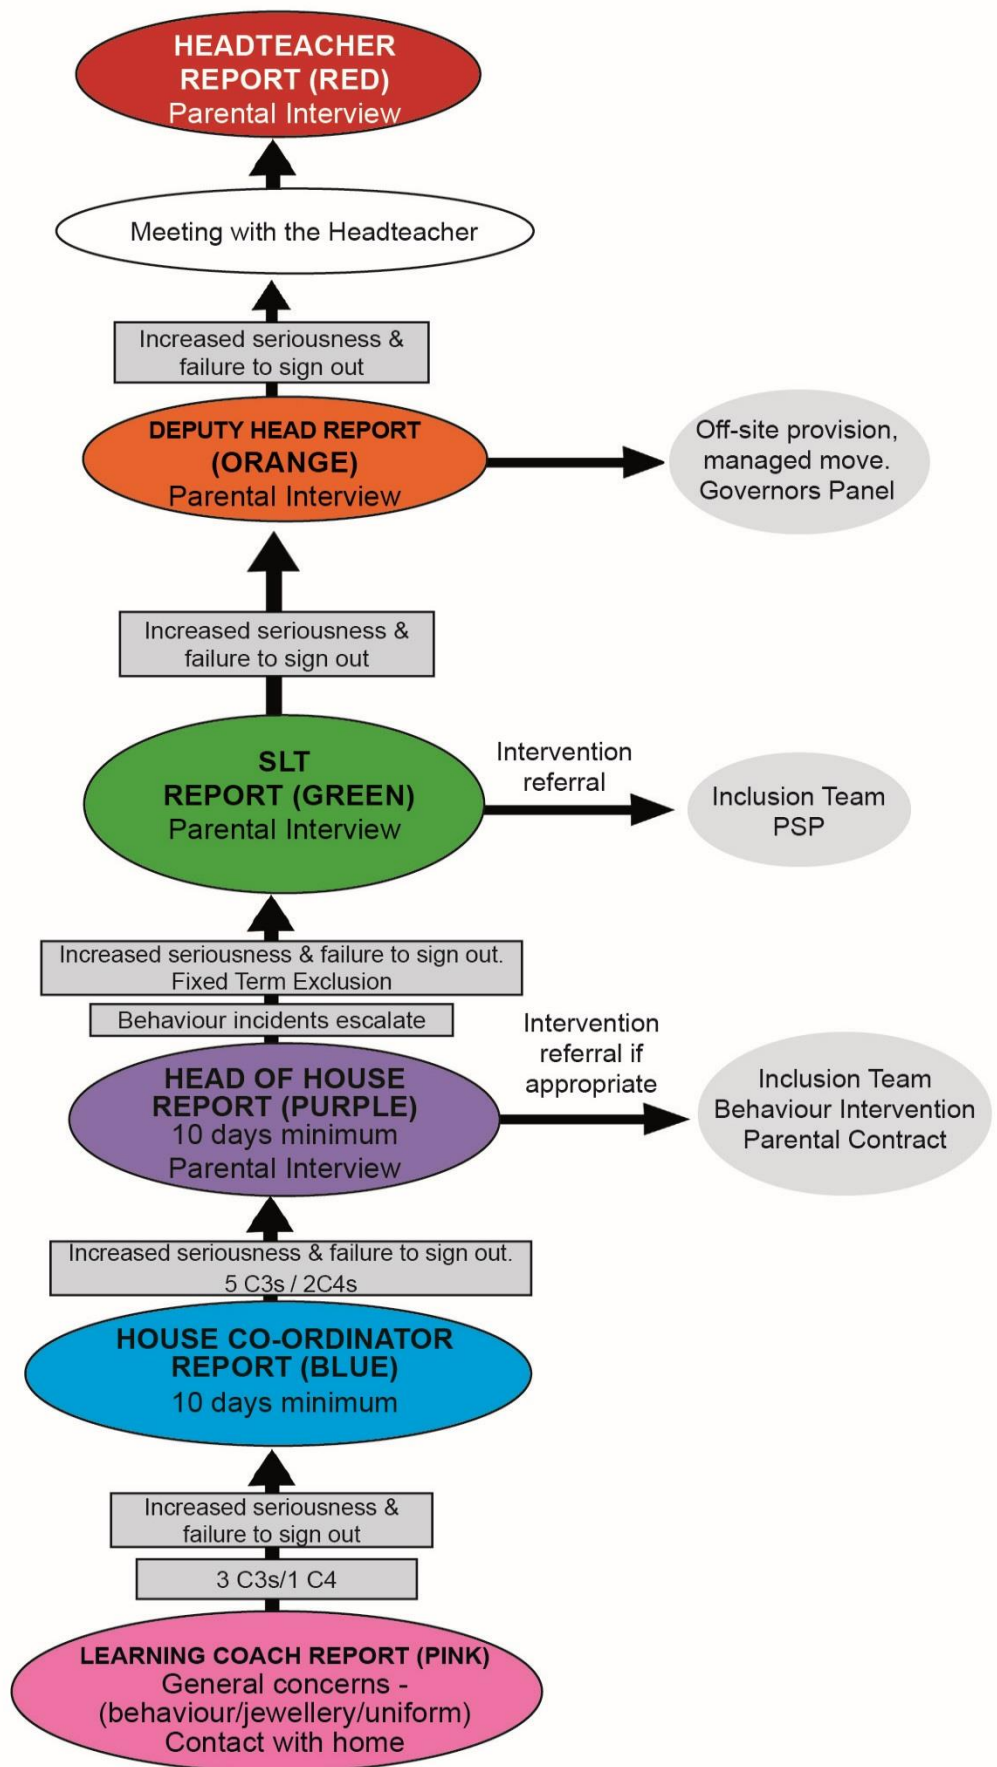 HEADTEACHER
REPORT (RED)
Parental Interview
Meeting with the Headteacher
Increased seriousness &
failure to sign out
DEPUTY HEAD REPORT
(ORANGE)
Parental Interview
Off-site provision,
managed move.
Governors Panel
Increased seriousness &
failure to sign out
SLT
REPORT (GREEN)
Parental Interview
Intervention
referral
Inclusion Team
PSP
Increased seriousness & failure to sign out.
Fixed Term Exclusion
Behaviour incidents escalate
HEAD OF HOUSE
REPORT (PURPLE)
10 days minimum
Parental Interview
Intervention
referral if
appropriate
Inclusion Team
Behaviour Intervention
Parental Contract
Increased seriousness & failure to sign out.
5 C3s / 2C4s
HOUSE CO-ORDINATOR
REPORT (BLUE)
10 days minimum
Increased seriousness &
failure to sign out
3 C3s/1 C4
LEARNING COACH REPORT (PINK)
General concerns -
(behaviour/jewellery/uniform)
Contact with home